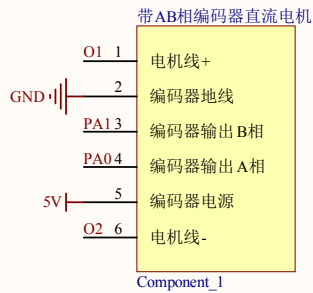 带AB相编码器直流电机
O1 1 电机线+
GND 2 编码器地线
PA1 3 编码器输出B相
PA0 4 编码器输出A相
5V 5 编码器电源
O2 6 电机线-
Component_1